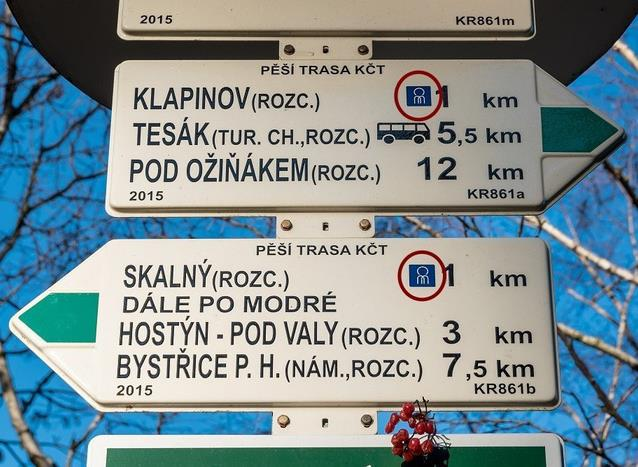 2015 KR861m
PĚŠÍ TRASA KČT
KLAPINOV (ROZC.) 1 km
TESÁK (TUR. CH.,ROZC.) 5,5 km
POD OŽIŇÁKEM (ROZC.) 12 km
2015 KR861a
PĚŠÍ TRASA KČT
SKALNÝ (ROZC.) 1 km
DÁLE PO MODRÉ
HOSTÝN - POD VALY (ROZC.) 3 km
BYSTŘICE P. H. (NÁM.,ROZC.) 7,5 km
2015 KR861b